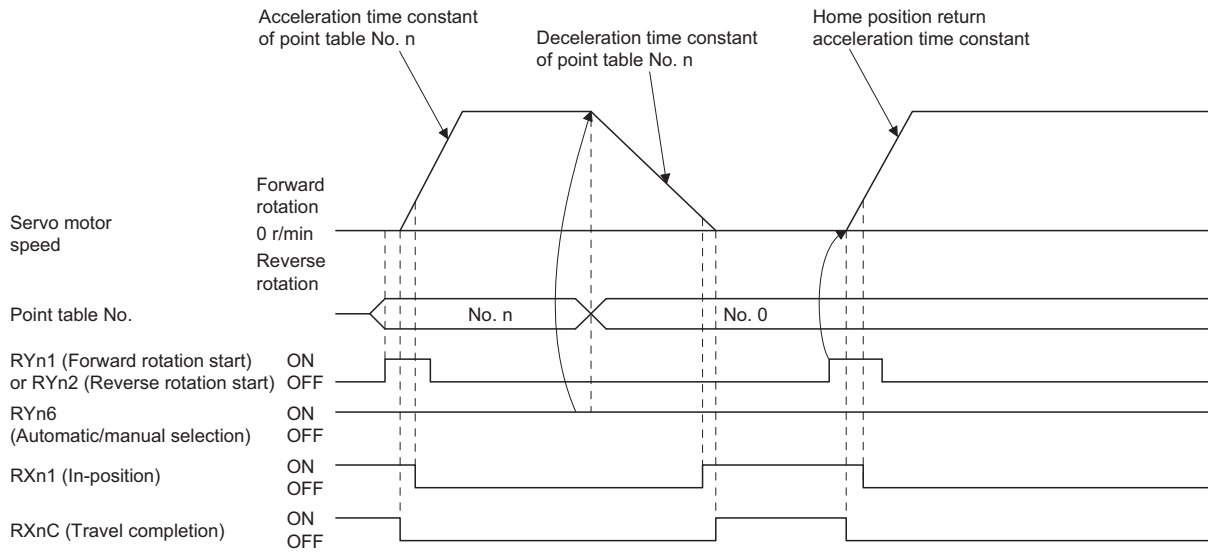 Acceleration time constant
of point table No. n
Deceleration time constant
of point table No. n
Home position return
acceleration time constant
Servo motor
speed
Forward
rotation
0 r/min
Reverse
rotation
Point table No.
No. n
No. 0
RYn1 (Forward rotation start)
or RYn2 (Reverse rotation start)
ON
OFF
RYn6
(Automatic/manual selection)
ON
OFF
RXn1 (In-position)
ON
OFF
RXnC (Travel completion)
ON
OFF